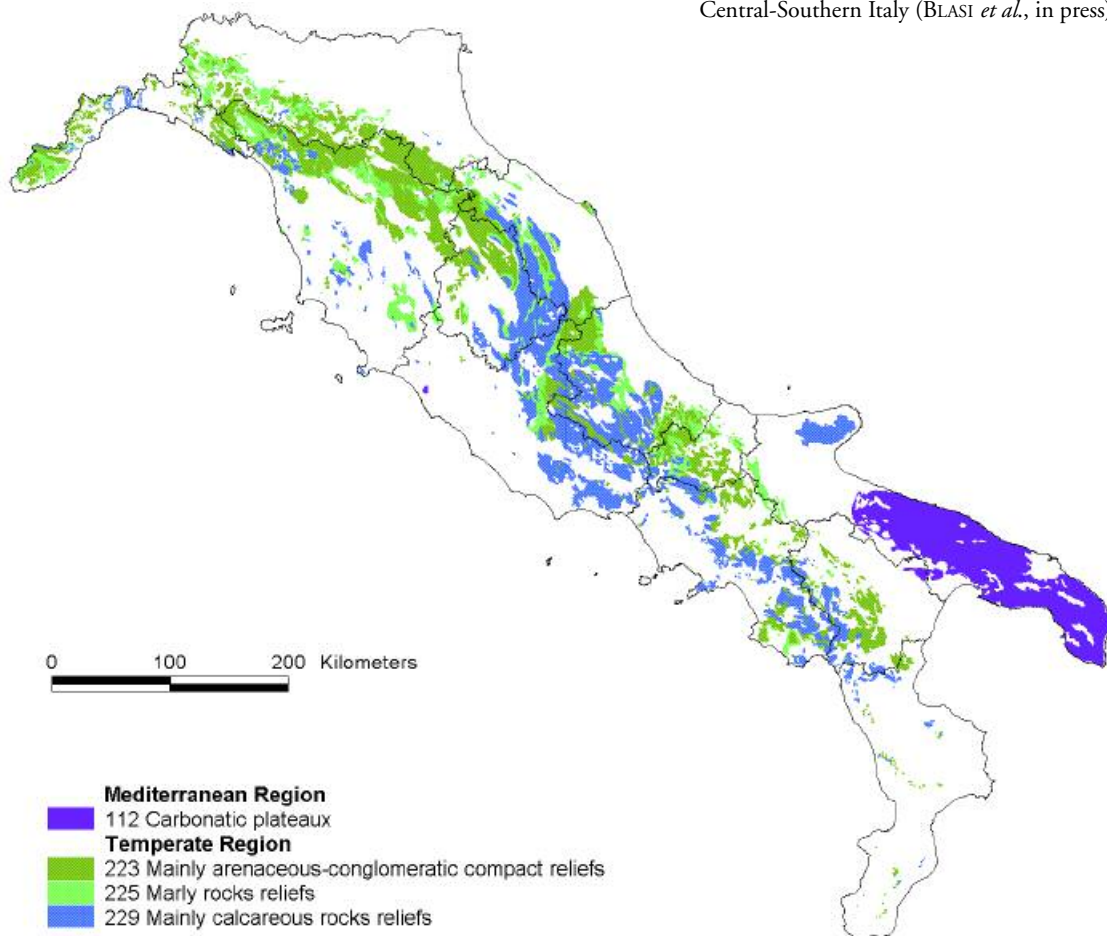 Central-Southern Italy (BLASI et al., in press)
0 100 200 Kilometers
Mediterranean Region
112 Carbonatic plateaux
Temperate Region
223 Mainly arenaceous-conglomeratic compact reliefs
225 Marly rocks reliefs
229 Mainly calcareous rocks reliefs